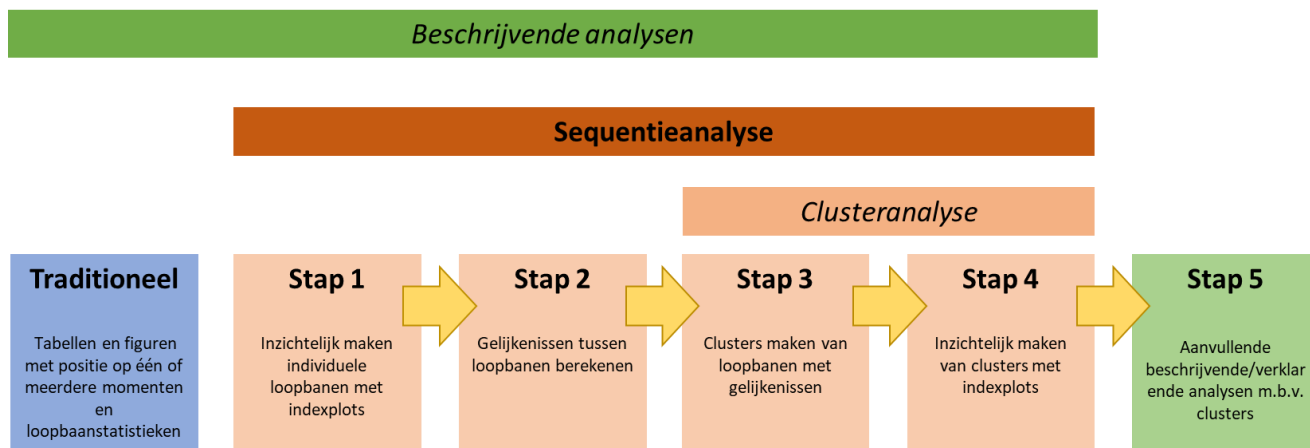 Beschrijvende analysen
Sequentieanalyse
Clusteranalyse
Traditioneel
Tabellen en figuren
met positie op één of
meerdere momenten
en
loopbaanstatistieken
Stap 1
Inzichtelijk maken
individuele
loopbanen met
indexplots
Stap 2
Gelijkenissen tussen
loopbanen berekenen
Stap 3
Clusters maken van
loopbanen met
gelijkenissen
Stap 4
Inzichtelijk maken
van clusters met
indexplots
Stap 5
Aanvullende
beschrijvende/verklar
ende analysen m.b.v.
clusters